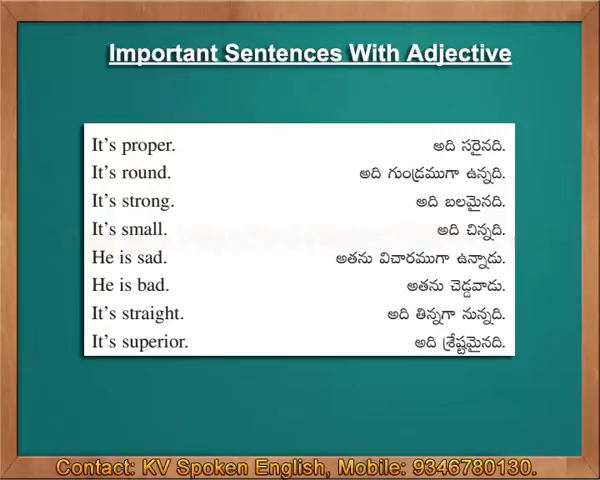 Important Sentences With Adjective
It's proper. అది సరైనది.
It's round. అది గుండ్రముగా ఉన్నది.
It's strong. అది బలమైనది.
It's small. అది చిన్నది.
He is sad. అతను విచారముగా ఉన్నాడు.
He is bad. అతను చెడ్డవాడు.
It's straight. అది తిన్నగా నున్నది.
It's superior. అది శ్రేష్టమైనది.
Contact: KV Spoken English, Mobile: 9346780130.